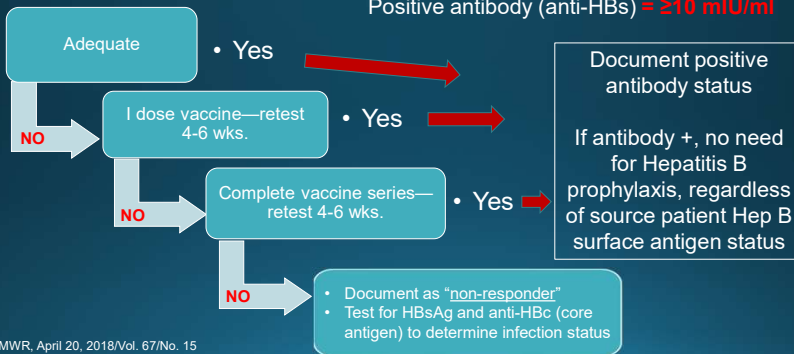 Positive antibody (anti-HBs) = ≥10 mIU/ml
Adequate
• Yes
NO
I dose vaccine—retest
4-6 wks.
• Yes
NO
Complete vaccine series—
retest 4-6 wks.
• Yes
NO
• Document as “non-responder”
• Test for HBsAg and anti-HBc (core
antigen) to determine infection status
Document positive
antibody status
If antibody +, no need
for Hepatitis B
prophylaxis, regardless
of source patient Hep B
surface antigen status
MWR, April 20, 2018/Vol. 67/No. 15